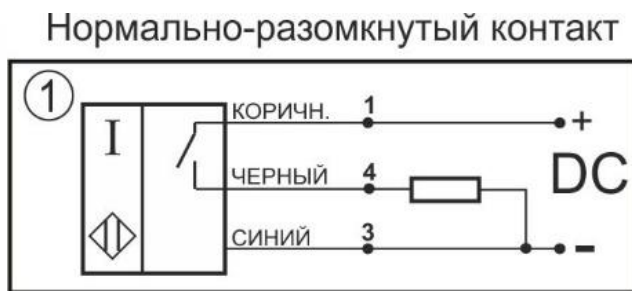 Нормально-разомкнутый контакт
1
I
КОРИЧН. 1 +
ЧЕРНЫЙ 4 DC
СИНИЙ 3 -